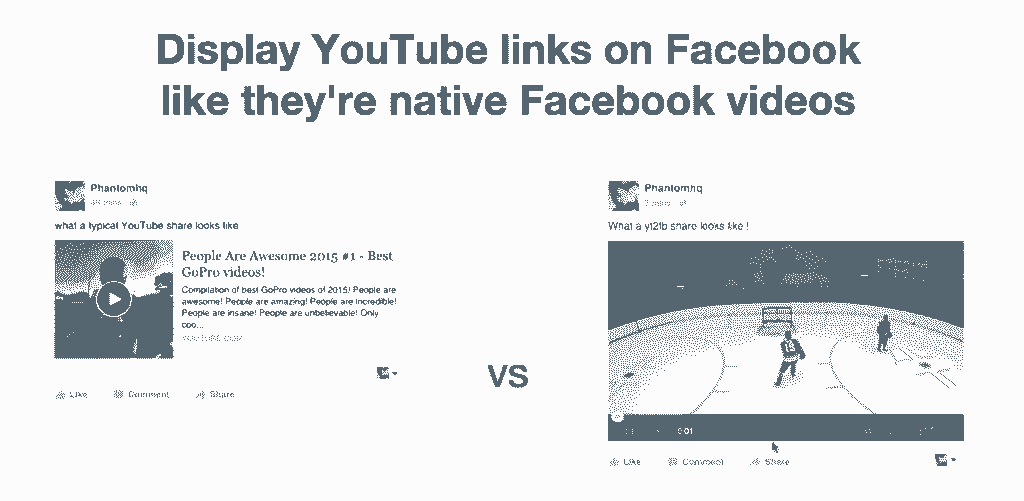 Display YouTube links on Facebook
like they're native Facebook videos
Phantomhq
what a typical YouTube share looks like
People Are Awesome 2015 #1 - Best
GoPro videos!
Compilation of best GoPro videos of 2015! People are
awesome! People are amazing! People are incredible!
People are insane! People are unbelievable! Only
coo...
YOUTUBE.COM
Like Comment Share
VS
Phantomhq
What a yt2fb share looks like !
0:01
Like Comment Share